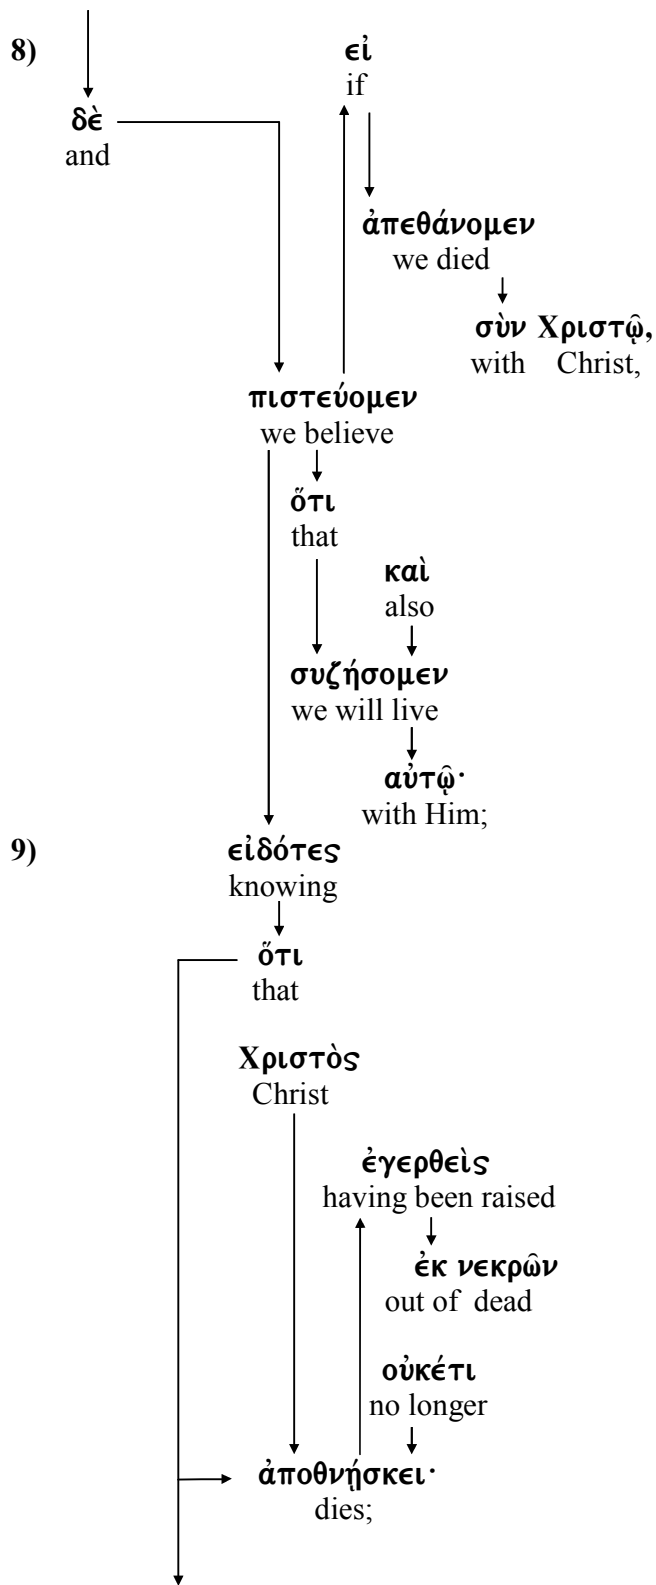 8)
εἰ
if
δὲ
and
ἀπεθάνομεν
we died
σὺν Χριστῷ,
with Christ,
πιστεύομεν
we believe
ὅτι
that
καὶ
also
συζήσομεν
we will live
αὐτῷ·
with Him;
9)
εἰδότες
knowing
ὅτι
that
Χριστὸς
Christ
ἐγερθεὶς
having been raised
ἐκ νεκρῶν
out of dead
οὐκέτι
no longer
ἀποθνῄσκει·
dies;